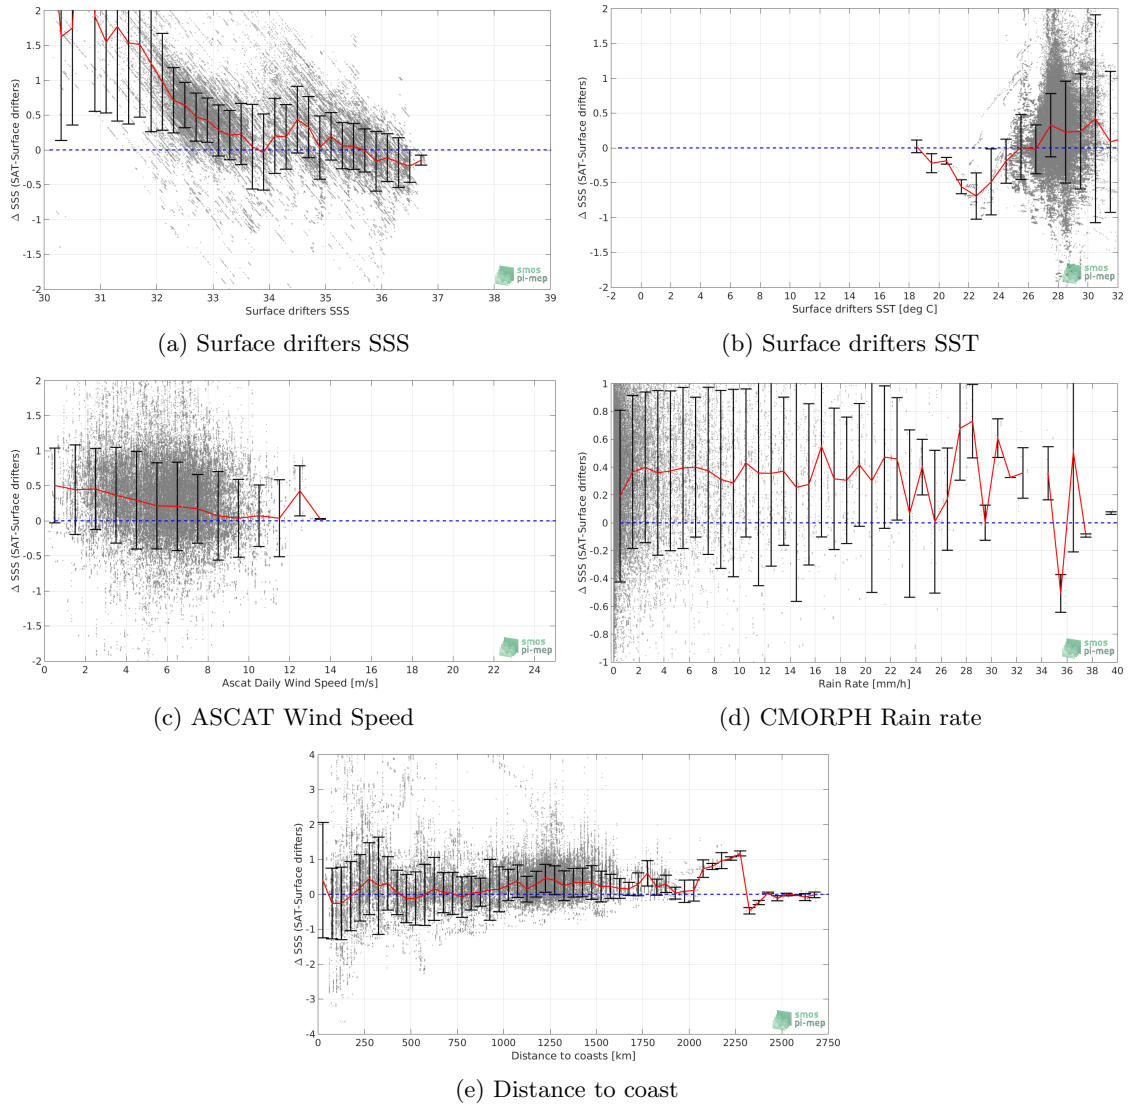 2
1.5
1
0.5
0
-0.5
-1
-1.5
-2
Δ SSS (SAT-Surface drifters)
30 31 32 33 34 35 36 37 38 39
Surface drifters SSS
smos
pi-mep
(a) Surface drifters SSS
2
1.5
1
0.5
0
-0.5
-1
-1.5
-2
Δ SSS (SAT-Surface drifters)
-2 0 2 4 6 8 10 12 14 16 18 20 22 24 26 28 30 32
Surface drifters SST [deg C]
smos
pi-mep
(b) Surface drifters SST
2
1.5
1
0.5
0
-0.5
-1
-1.5
-2
Δ SSS (SAT-Surface drifters)
0 2 4 6 8 10 12 14 16 18 20 22 24
Ascat Daily Wind Speed [m/s]
smos
pi-mep
(c) ASCAT Wind Speed
1
0.8
0.6
0.4
0.2
0
-0.2
-0.4
-0.6
-0.8
-1
Δ SSS (SAT-Surface drifters)
0 2 4 6 8 10 12 14 16 18 20 22 24 26 28 30 32 34 36 38 40
Rain Rate [mm/h]
smos
pi-mep
(d) CMORPH Rain rate
4
3
2
1
0
-1
-2
-3
-4
Δ SSS (SAT-Surface drifters)
0 250 500 750 1000 1250 1500 1750 2000 2250 2500 2750
Distance to coasts [km]
smos
pi-mep
(e) Distance to coast